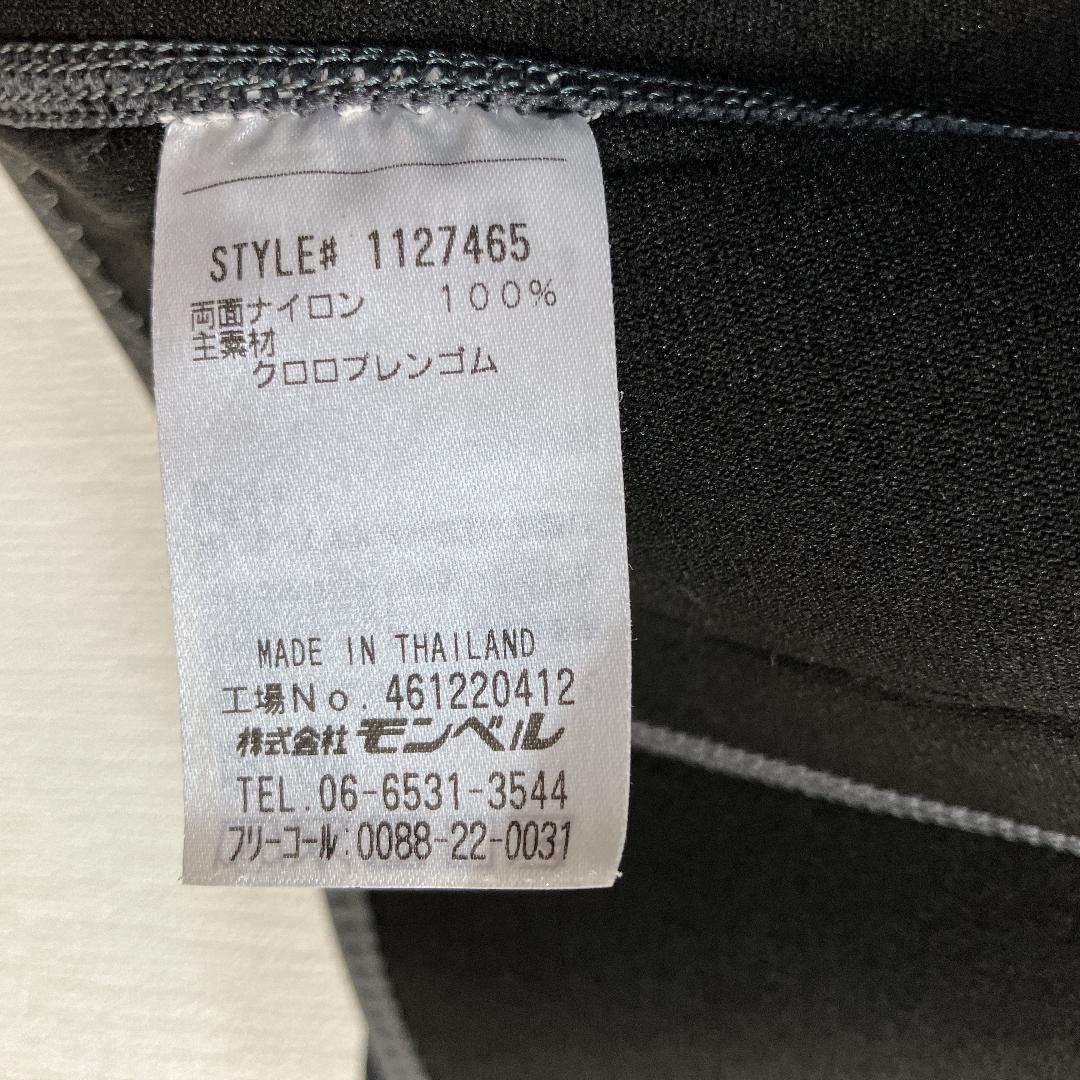 STYLE# 1127465
両面ナイロン 100%
主素材
クロロプレンゴム
MADE IN THAILAND
工場No. 461220412
株式会社モンベル
TEL.06-6531-3544
フリーコール:0088-22-0031